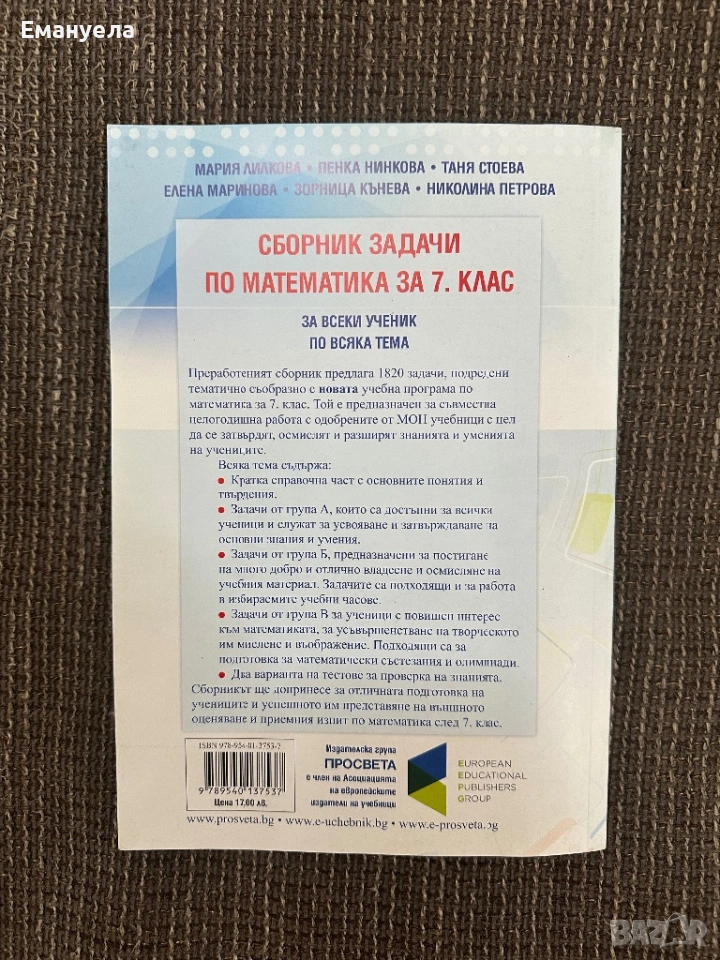 Емануела
МАРИЯ ЛИЛКОВА • ПЕНКА НИНКОВА • ТАНЯ СТОЕВА
ЕЛЕНА МАРИНОВА • ЗОРНИЦА КЪНЕВА • НИКОЛИНА ПЕТРОВА
СБОРНИК ЗАДАЧИ
ПО МАТЕМАТИКА ЗА 7. КЛАС
ЗА ВСЕКИ УЧЕНИК
ПО ВСЯКА ТЕМА
Преработеният сборник предлага 1820 задачи, подредени
тематично съобразно с новата учебна програма по
математика за 7. клас. Той е предназначен за съвместна
целогодишна работа с одобрените от МОН учебници с цел
да се затвърдят, осмислят и разширят знанията и уменията
на учениците.
Всяка тема съдържа:
• Кратка справочна част с основните понятия и
твърдения.
• Задачи от група А, които са достъпни за всички
ученици и служат за усвояване и затвърждаване на
основни знания и умения.
• Задачи от група Б, предназначени за постигане
на много добро и отлично владеене и осмисляне на
учебния материал. Задачите са подходящи и за работа
в избираемите учебни часове.
• Задачи от група В за ученици с повишен интерес
към математиката, за усъвършенстване на творческото
им мислене и въображение. Подходящи са за
подготовка за математически състезания и олимпиади.
• Два варианта на тестове за проверка на знанията.
Сборникът ще допринесе за отличната подготовка на
учениците и успешното им представяне на външното
оценяване и приемния изпит по математика след 7. клас.
ISBN 978-954-01-3753-7
9 789540 137537
Цена 17,00 лв.
Издателска група
ПРОСВЕТА
е член на Асоциацията
на европейските
издатели на учебници
EUROPEAN
EDUCATIONAL
PUBLISHERS
GROUP
www.prosveta.bg • www.e-uchebnik.bg • www.e-prosveta.bg
BAZAR